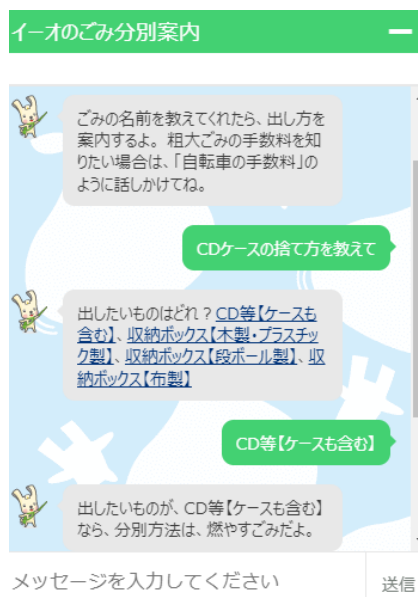 イーオのごみ分別案内
ごみの名前を教えてくれたら、出し方を
案内するよ。粗大ごみの手数料を知
りたい場合は、「自転車の手数料」の
ように話しかけてね。
CDケースの捨て方を教えて
出したいものはどれ？CD等【ケースも
含む】、収納ボックス【木製・プラスチッ
ク製】、収納ボックス【段ボール製】、収
納ボックス【布製】
CD等【ケースも含む】
出したいものが、CD等【ケースも含む】
なら、分別方法は、燃やすごみだよ。
メッセージを入力してください
送信